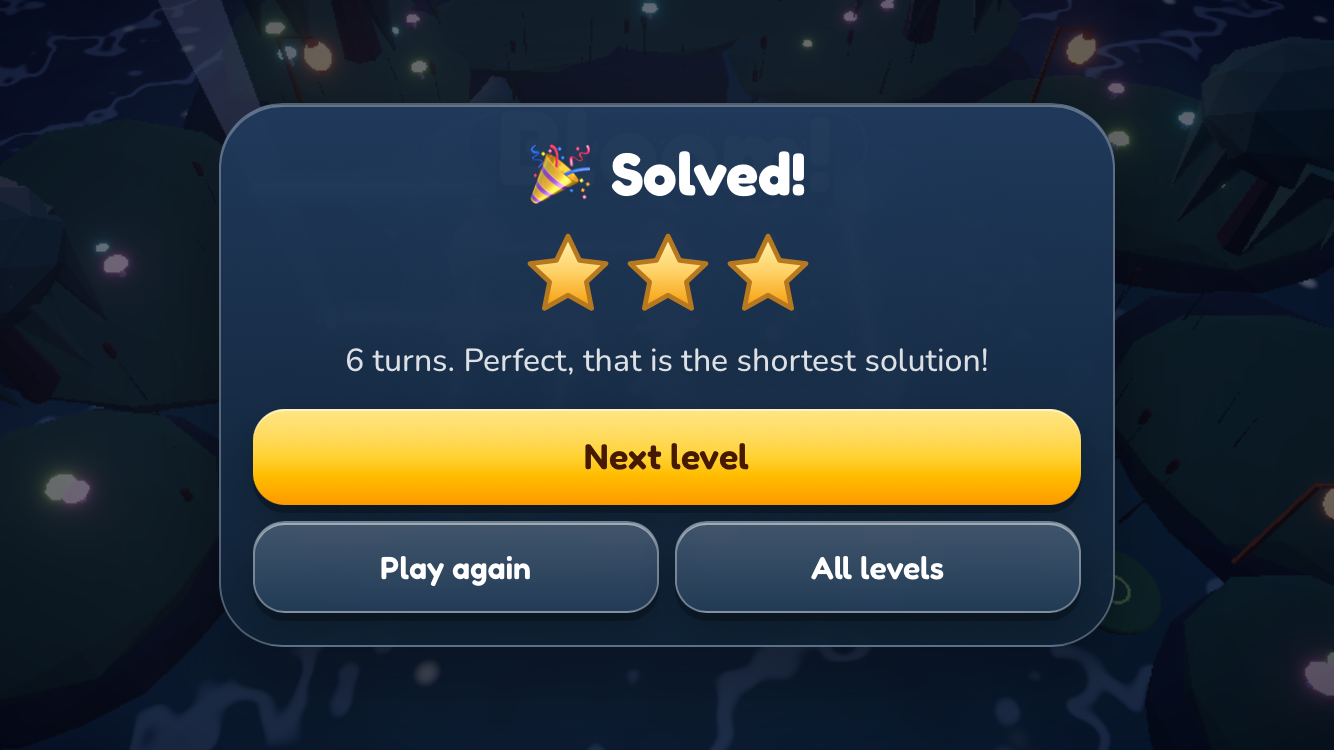 Solved!
6 turns. Perfect, that is the shortest solution!
Next level
Play again
All levels